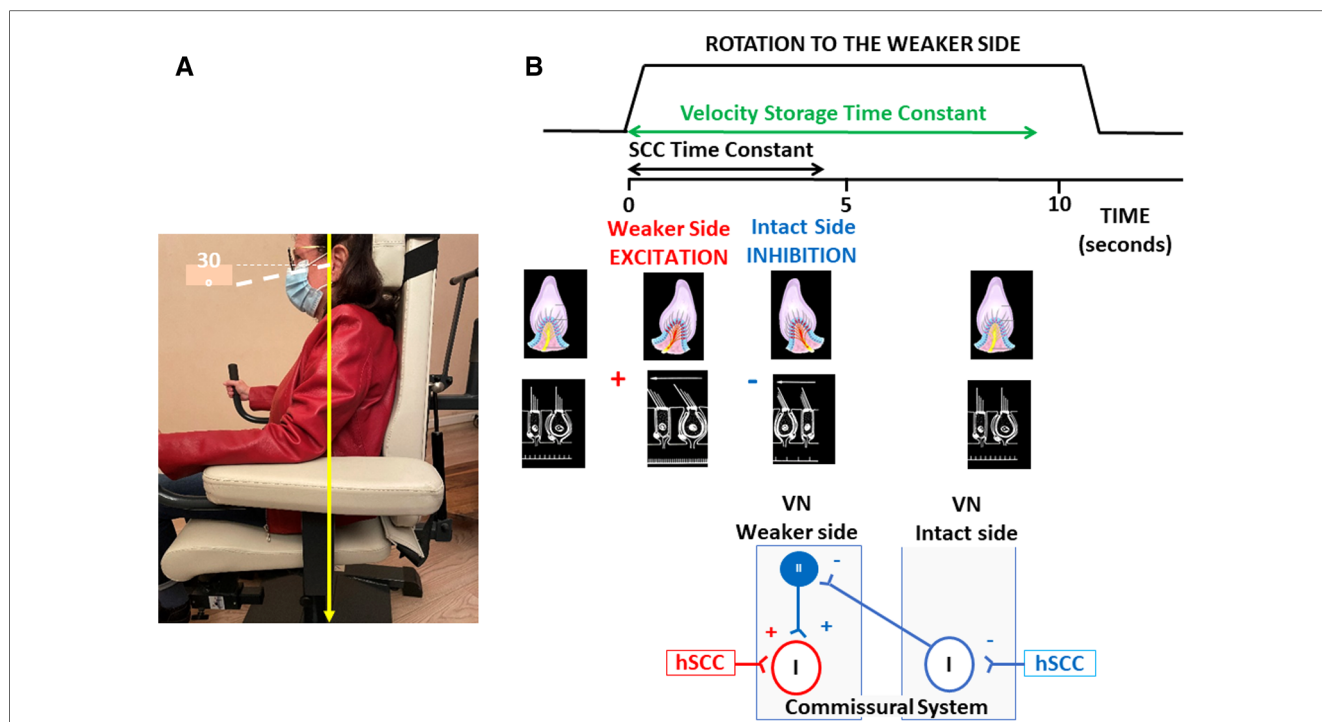 A
B
ROTATION TO THE WEAKER SIDE
Velocity Storage Time Constant
SCC Time Constant
0
5
10
TIME
(seconds)
Weaker Side
EXCITATION
Intact Side
INHIBITION
30
°
+
-
VN
Weaker side
VN
Intact side
II
-
+
+
-
hSCC
I
I
hSCC
Commissural System